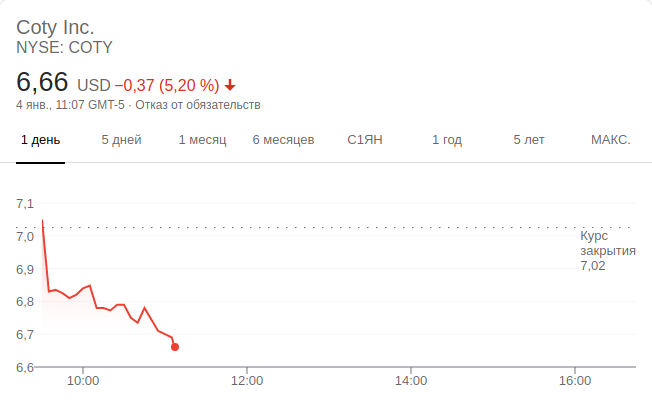 Coty Inc.
NYSE: COTY
6,66 USD −0,37 (5,20 %)
4 янв., 11:07 GMT-5 · Отказ от обязательств
1 день 5 дней 1 месяц 6 месяцев С1ЯН 1 год 5 лет МАКС.
7,1
7,0
6,9
6,8
6,7
6,6
Курс
закрытия
7,02
10:00 12:00 14:00 16:00